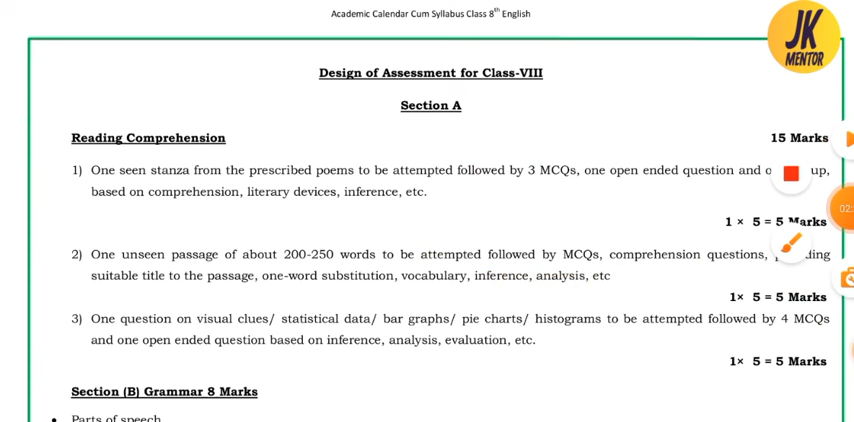 Academic Calendar Cum Syllabus Class 8th English
JK
MENTOR
Design of Assessment for Class-VIII
Section A
Reading Comprehension 15 Marks
1) One seen stanza from the prescribed poems to be attempted followed by 3 MCQs, one open ended question and up,
based on comprehension, literary devices, inference, etc.
1 × 5 = 5 Marks
2) One unseen passage of about 200-250 words to be attempted followed by MCQs, comprehension questions,
suitable title to the passage, one-word substitution, vocabulary, inference, analysis, etc
1× 5 = 5 Marks
3) One question on visual clues/ statistical data/ bar graphs/ pie charts/ histograms to be attempted followed by 4 MCQs
and one open ended question based on inference, analysis, evaluation, etc.
1× 5 = 5 Marks
Section (B) Grammar 8 Marks
• Parts of speech
02: